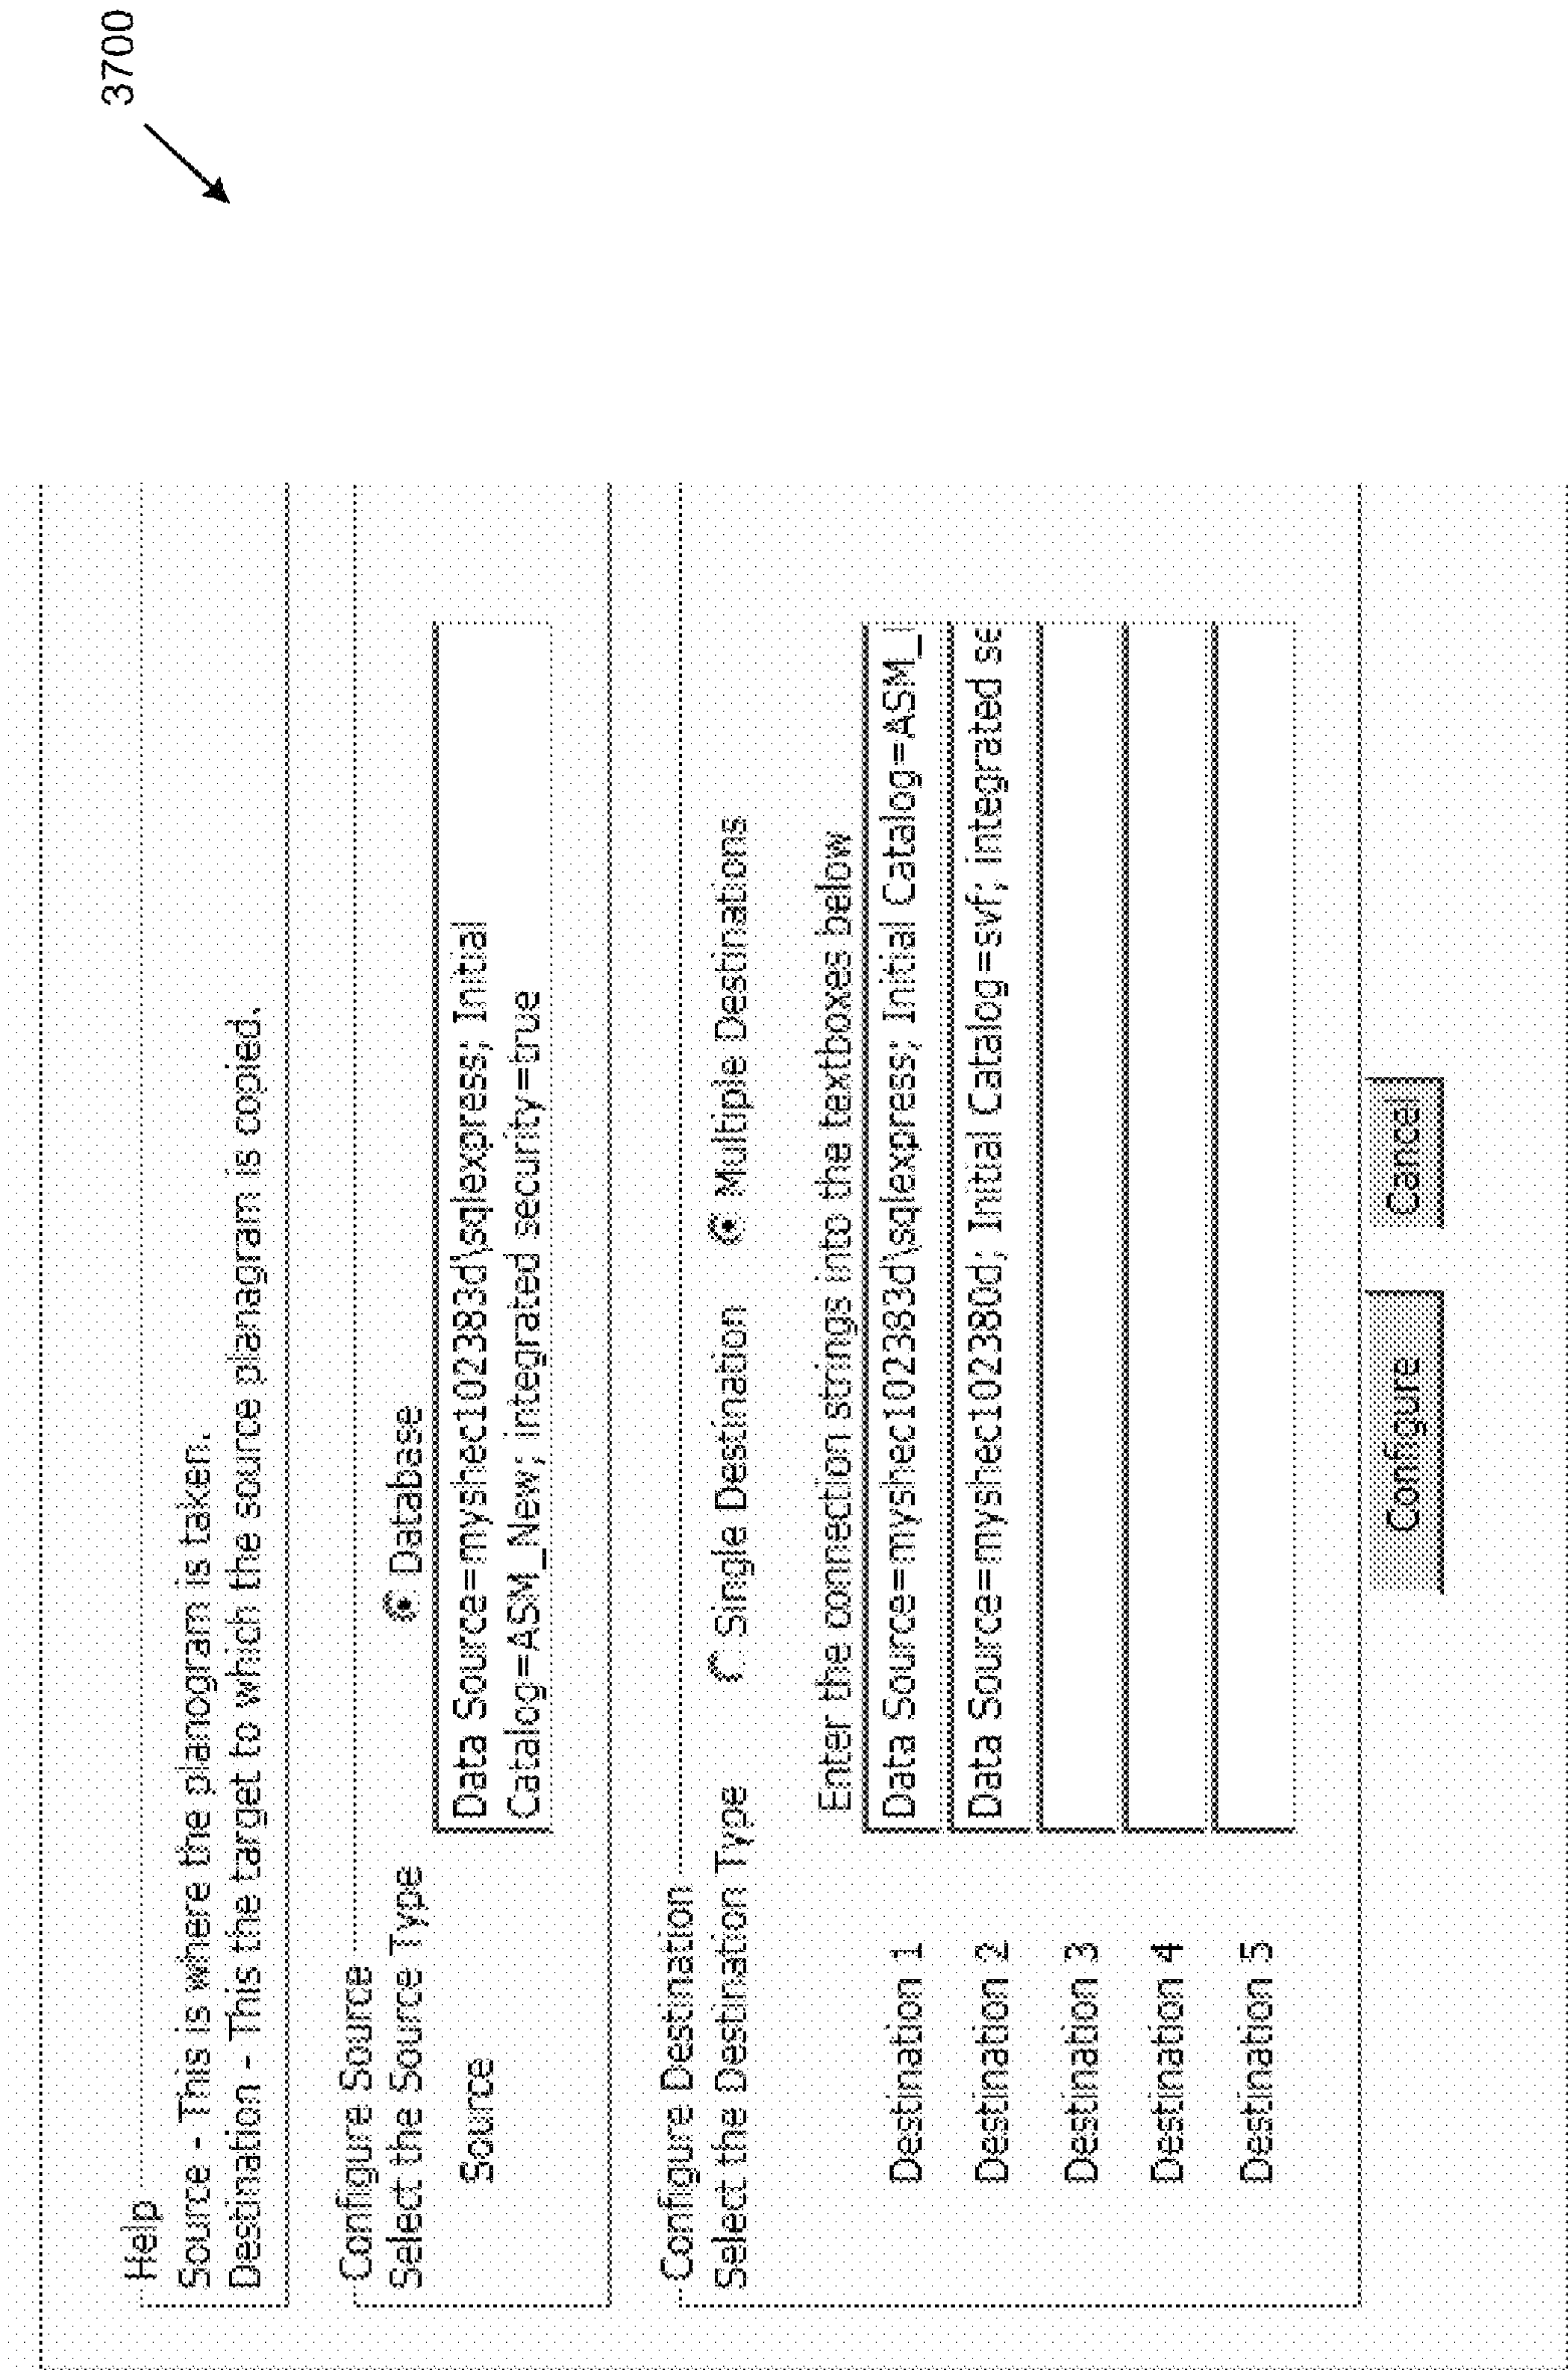 3700
Help
Source - This is where the planogram is taken.
Destination - This the target to which the source planagram is copied.
Configure Source
Select the Source Type
Database
Source
Data Source=myshec102383d\sqlexpress; Initial
Catalog=ASM_New; integrated security=true
Configure Destination
Select the Destination Type
Single Destination
Multiple Destinations
Enter the connection strings into the textboxes below
Destination 1
Data Source=myshec102383d\sqlexpress; Initial Catalog=ASM_
Destination 2
Data Source=myshec102380d; Initial Catalog=svf; integrated se
Destination 3
Destination 4
Destination 5
Configure
Cancel